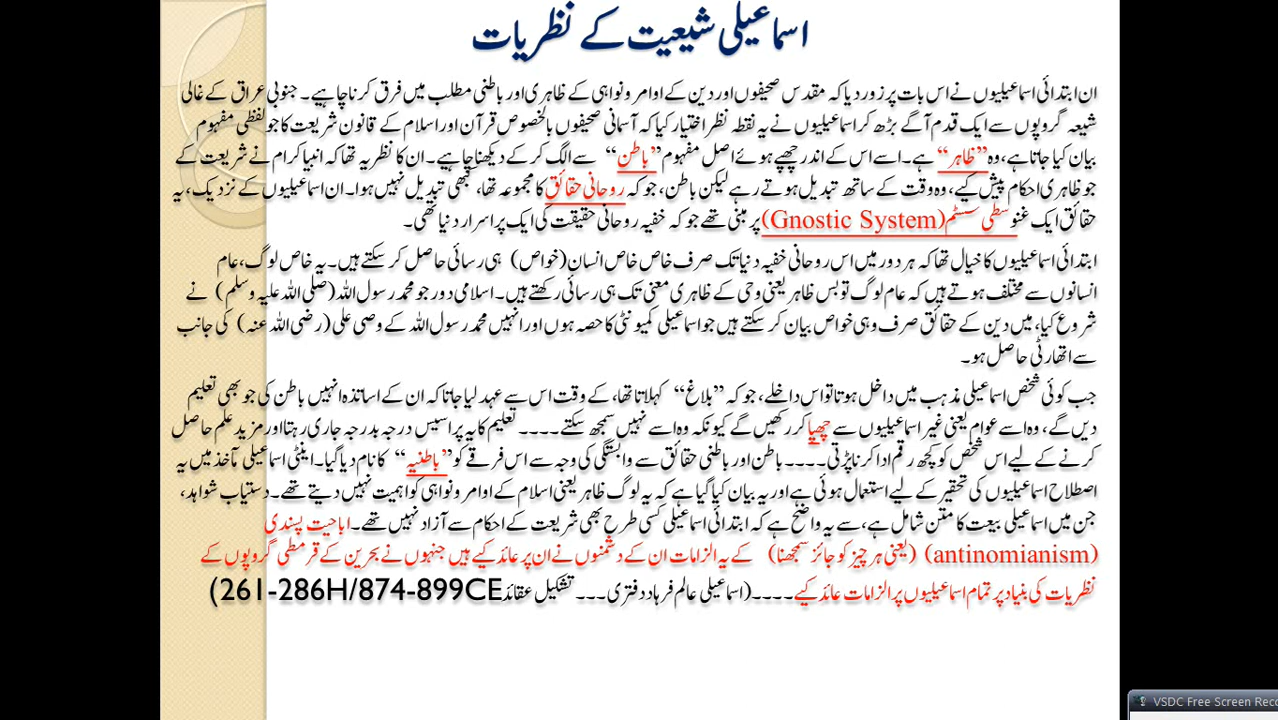 اسماعیلی شیعیت کے نظریات
ان ابتدائی اسماعیلیوں نے اس بات پر زور دیا کہ مقدس صحیفوں اور دین کے اوامر و نواہی کے ظاہری اور باطنی مطلب میں فرق کرنا چاہیے۔ جنوبی عراق کے غالی
شیعہ گروپوں سے ایک قدم آگے بڑھ کر اسماعیلیوں نے یہ نقطہ نظر اختیار کیا کہ آسمانی صحیفوں بالخصوص قرآن اور اسلام کے قانون شریعت کا جو لفظی مفہوم
بیان کیا جاتا ہے، وہ ”ظاہر“ ہے۔ اسے اس کے اندر چھپے ہوئے اصل مفہوم ”باطن“ سے الگ کر کے دیکھنا چاہیے۔ ان کا نظریہ تھا کہ انبیا کرام نے شریعت کے
جو ظاہری احکام پیش کیے، وہ وقت کے ساتھ تبدیل ہوتے رہے لیکن باطن، جو کہ روحانی حقائق کا مجموعہ تھا، کبھی تبدیل نہیں ہوا۔ ان اسماعیلیوں کے نزدیک، یہ
حقائق ایک غنوسطی سسٹم (Gnostic System) پر مبنی تھے جو کہ خفیہ روحانی حقیقت کی ایک پراسرار دنیا تھی۔
ابتدائی اسماعیلیوں کا خیال تھا کہ ہر دور میں اس روحانی خفیہ دنیا تک صرف خاص خاص انسان (خواص) ہی رسائی حاصل کر سکتے ہیں۔ یہ خاص لوگ، عام
انسانوں سے مختلف ہوتے ہیں کہ عام لوگ تو بس ظاہر یعنی وحی کے ظاہری معنی تک ہی رسائی رکھتے ہیں۔ اسلامی دور جو محمد رسول اللہ (صلی اللہ علیہ وسلم) نے
شروع کیا، میں دین کے حقائق صرف وہی خواص بیان کر سکتے ہیں جو اسماعیلی کمیونٹی کا حصہ ہوں اور انہیں محمد رسول اللہ کے وصی علی (رضی اللہ عنہ) کی جانب
سے اتھارٹی حاصل ہو۔
جب کوئی شخص اسماعیلی مذہب میں داخل ہوتا تو اس داخلے، جو کہ ”بلاغ“ کہلاتا تھا، کے وقت اس سے عہد لیا جاتا کہ ان کے اساتذہ انہیں باطن کی جو بھی تعلیم
دیں گے، وہ اسے عوام یعنی غیر اسماعیلیوں سے چھپا کر رکھیں گے کیونکہ وہ اسے نہیں سمجھ سکتے۔۔۔۔ تعلیم کا یہ پراسیس درجہ بدرجہ جاری رہتا اور مزید علم حاصل
کرنے کے لیے اس شخص کو کچھ رقم ادا کرنا پڑتی۔۔۔۔ باطن اور باطنی حقائق سے وابستگی کی وجہ سے اس فرقے کو ”باطنیہ“ کا نام دیا گیا۔ اینٹی اسماعیلی مآخذ میں یہ
اصطلاح اسماعیلیوں کی تحقیر کے لیے استعمال ہوئی ہے اور یہ بیان کیا گیا ہے کہ یہ لوگ ظاہر یعنی اسلام کے اوامر و نواہی کو اہمیت نہیں دیتے تھے۔ دستیاب شواہد،
جن میں اسماعیلی بیعت کا متن شامل ہے، سے یہ واضح ہے کہ ابتدائی اسماعیلی کسی طرح بھی شریعت کے احکام سے آزاد نہیں تھے۔ اباحیت پسندی
(antinomianism) (یعنی ہر چیز کو جائز سمجھنا) کے یہ الزامات ان کے دشمنوں نے ان پر عائد کیے ہیں جنہوں نے بحرین کے قرمطی گروپوں کے
نظریات کی بنیاد پر تمام اسماعیلیوں پر الزامات عائد کیے۔۔۔۔ (اسماعیلی عالم فرہاد دفتری۔۔۔ تشکیل عقائد 261-286H/874-899CE)
VSDC Free Screen Reco